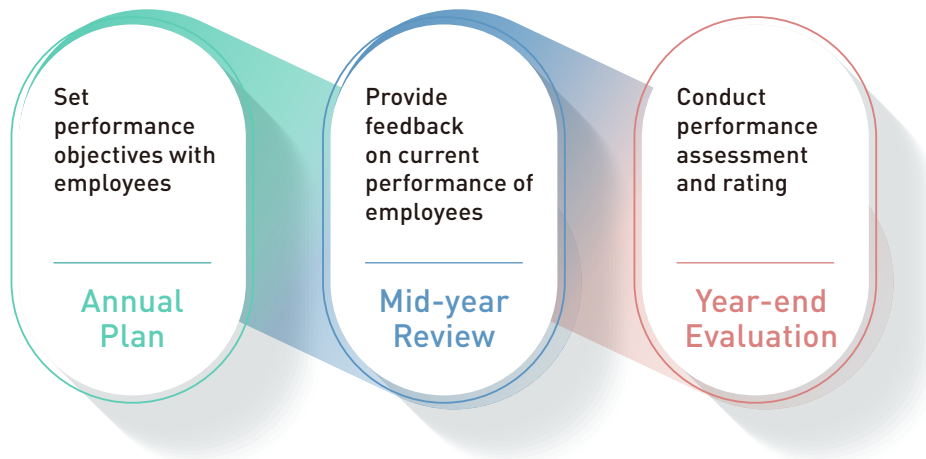 Set
performance
objectives with
employees
Annual
Plan
Provide
feedback
on current
performance of
employees
Mid-year
Review
Conduct
performance
assessment
and rating
Year-end
Evaluation